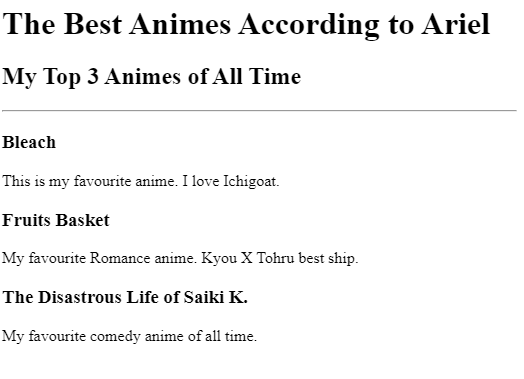 The Best Animes According to Ariel
My Top 3 Animes of All Time
Bleach
This is my favourite anime. I love Ichigoat.
Fruits Basket
My favourite Romance anime. Kyou X Tohru best ship.
The Disastrous Life of Saiki K.
My favourite comedy anime of all time.